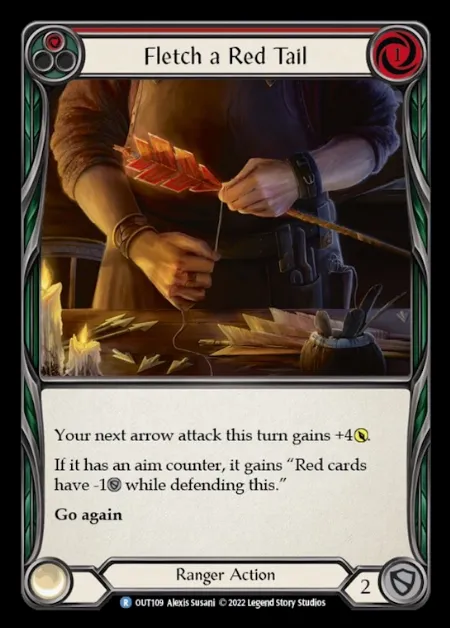 Fletch a Red Tail
1
Your next arrow attack this turn gains +4.
If it has an aim counter, it gains “Red cards
have -1 while defending this.”
Go again
Ranger Action
2
R OUT109 Alexis Susani ©2022 Legend Story Studios